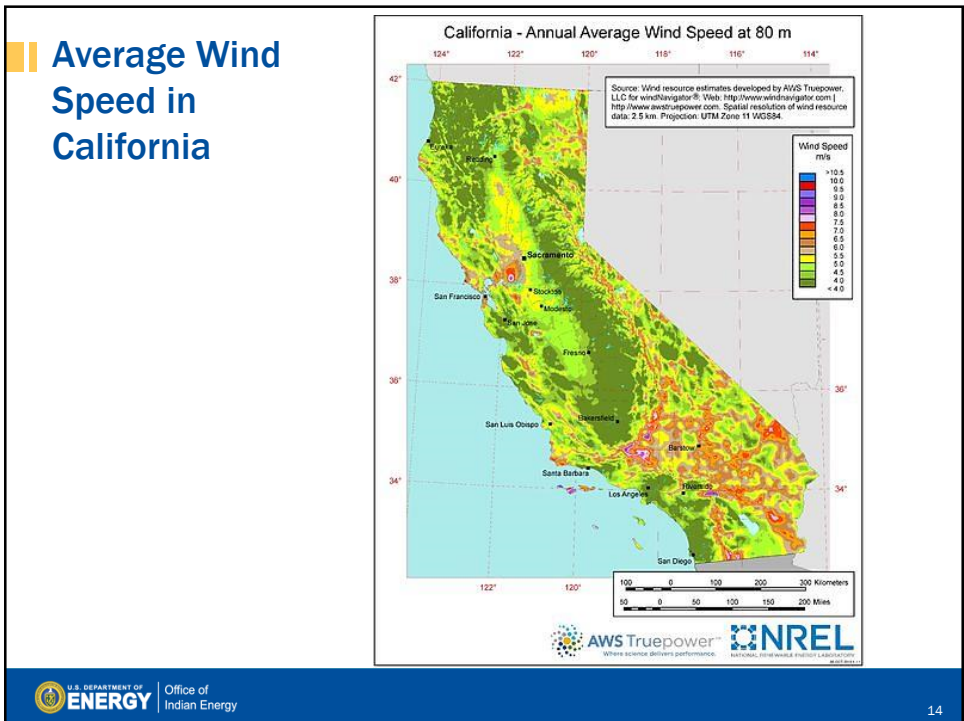 Average Wind
Speed in
California
California - Annual Average Wind Speed at 80 m
124° 122° 120° 118° 116° 114°
42°
Source: Wind resource estimates developed by AWS Truepower,
LLC for windNavigator®. Web: http://www.windnavigator.com |
http://www.awstruepower.com. Spatial resolution of wind resource
data: 2.5 km. Projection: UTM Zone 11 WGS84.
Wind Speed
m/s
>10.5
10.0
9.5
9.0
8.5
8.0
7.5
7.0
6.5
6.0
5.5
5.0
4.5
4.0
< 4.0
Eureka
Redding
40°
Sacramento
38°
San Francisco
Stockton
Modesto
San Jose
Fresno
36° 36°
Bakersfield
San Luis Obispo
Barstow
Santa Barbara
34° 34°
Riverside
Los Angeles
San Diego
122° 120°
100 0 100 200 300 Kilometers
50 0 50 100 150 200 Miles
AWS Truepower™
Where science delivers performance.
NREL
NATIONAL RENEWABLE ENERGY LABORATORY
U.S. DEPARTMENT OF
ENERGY
Office of
Indian Energy
14